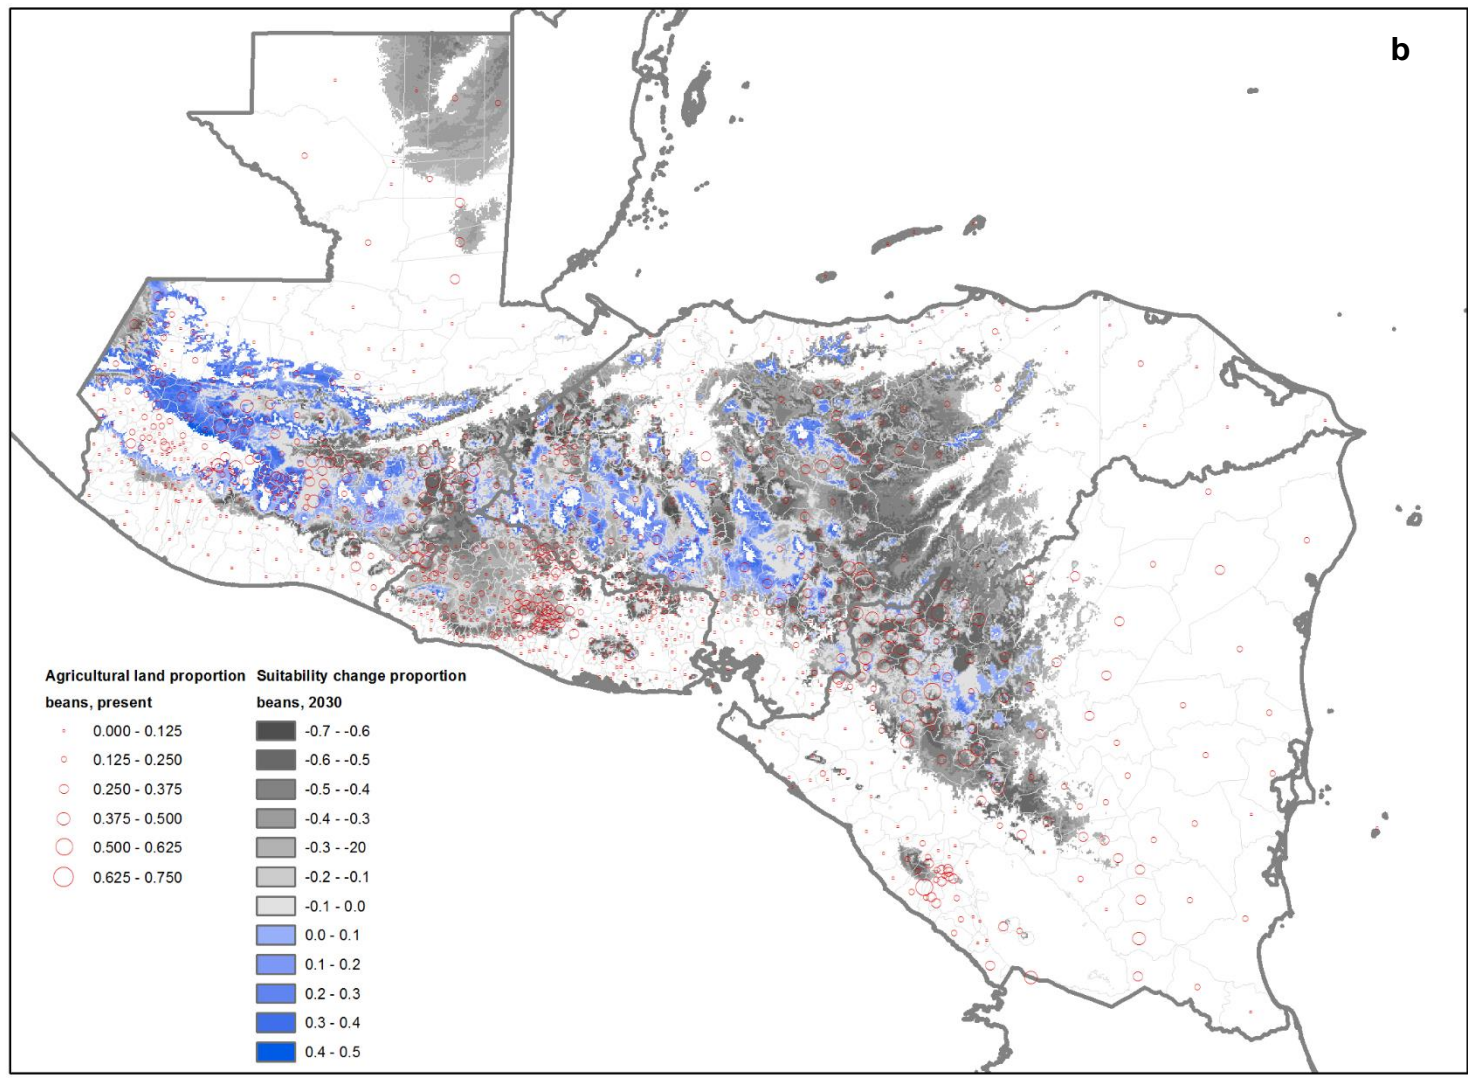 b
Agricultural land proportion
beans, present
0.000 - 0.125
0.125 - 0.250
0.250 - 0.375
0.375 - 0.500
0.500 - 0.625
0.625 - 0.750
Suitability change proportion
beans, 2030
-0.7 - -0.6
-0.6 - -0.5
-0.5 - -0.4
-0.4 - -0.3
-0.3 - -20
-0.2 - -0.1
-0.1 - 0.0
0.0 - 0.1
0.1 - 0.2
0.2 - 0.3
0.3 - 0.4
0.4 - 0.5